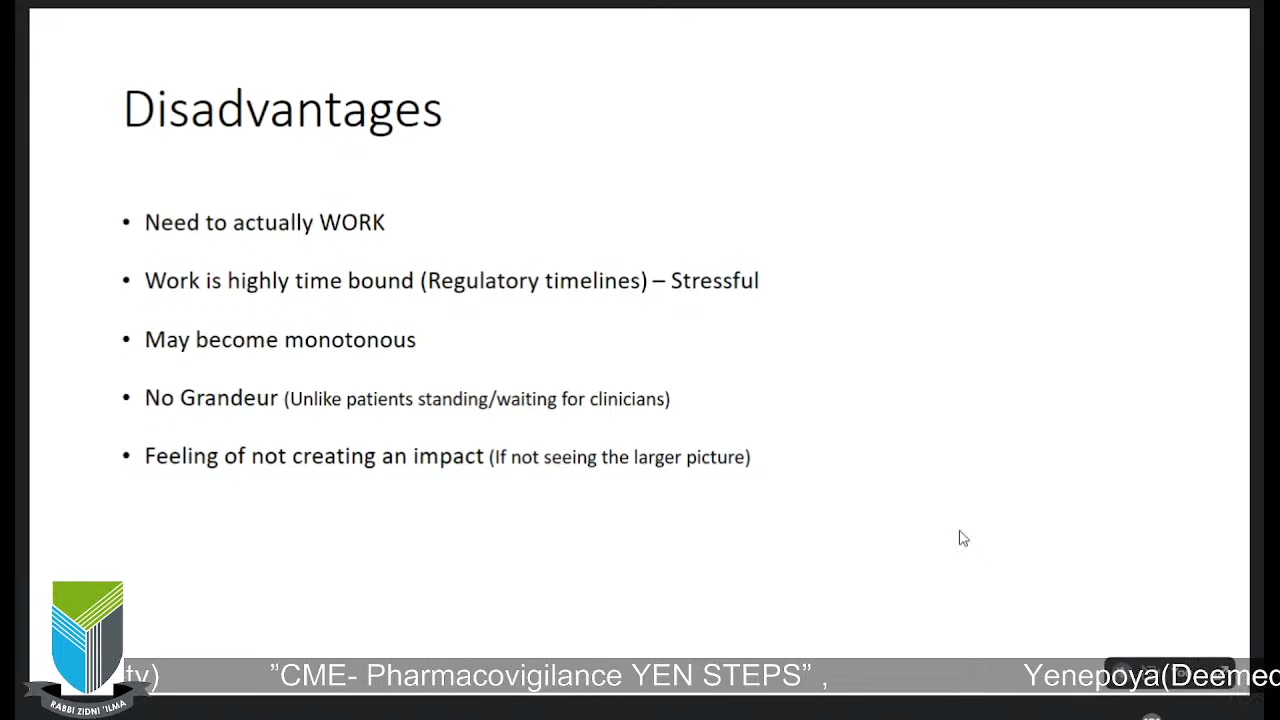 Disadvantages
• Need to actually WORK
• Work is highly time bound (Regulatory timelines) – Stressful
• May become monotonous
• No Grandeur (Unlike patients standing/waiting for clinicians)
• Feeling of not creating an impact (If not seeing the larger picture)
ty) ”CME- Pharmacovigilance YEN STEPS” , Yenepoya(Deemed
RABBI ZIDNI 'ILMA